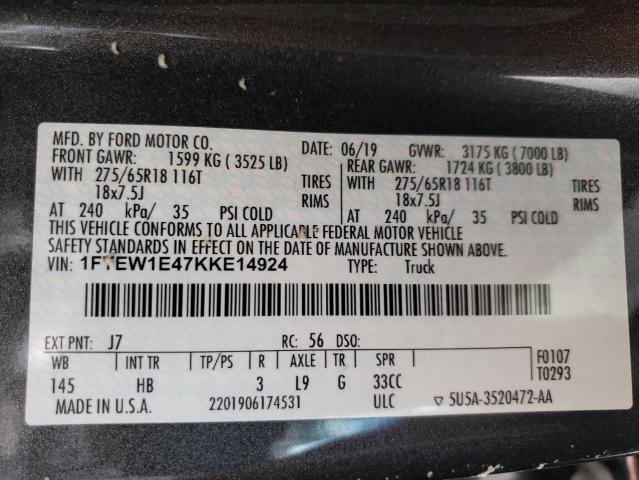 MFD. BY FORD MOTOR CO. DATE: 06/19 GVWR: 3175 KG ( 7000 LB)
FRONT GAWR: 1599 KG ( 3525 LB) REAR GAWR: 1724 KG ( 3800 LB)
WITH 275/65R18 116T TIRES WITH 275/65R18 116T TIRES
18x7.5J RIMS 18x7.5J RIMS
AT 240 kPa/ 35 PSI COLD AT 240 kPa/ 35 PSI COLD
THIS VEHICLE CONFORMS TO ALL APPLICABLE FEDERAL MOTOR VEHICLE
SAFETY STANDARDS IN EFFECT ON THE DATE OF MANUFACTURE SHOWN ABOVE.
VIN: 1FTEW1E47KKE14924 TYPE: Truck
EXT PNT: J7 RC: 56 DSO:
WB INT TR TP/PS R AXLE TR SPR F0107
145 HB 3 L9 G 33CC T0293
MADE IN U.S.A. 2201906174531 ULC ▽ 5U5A-3520472-AA